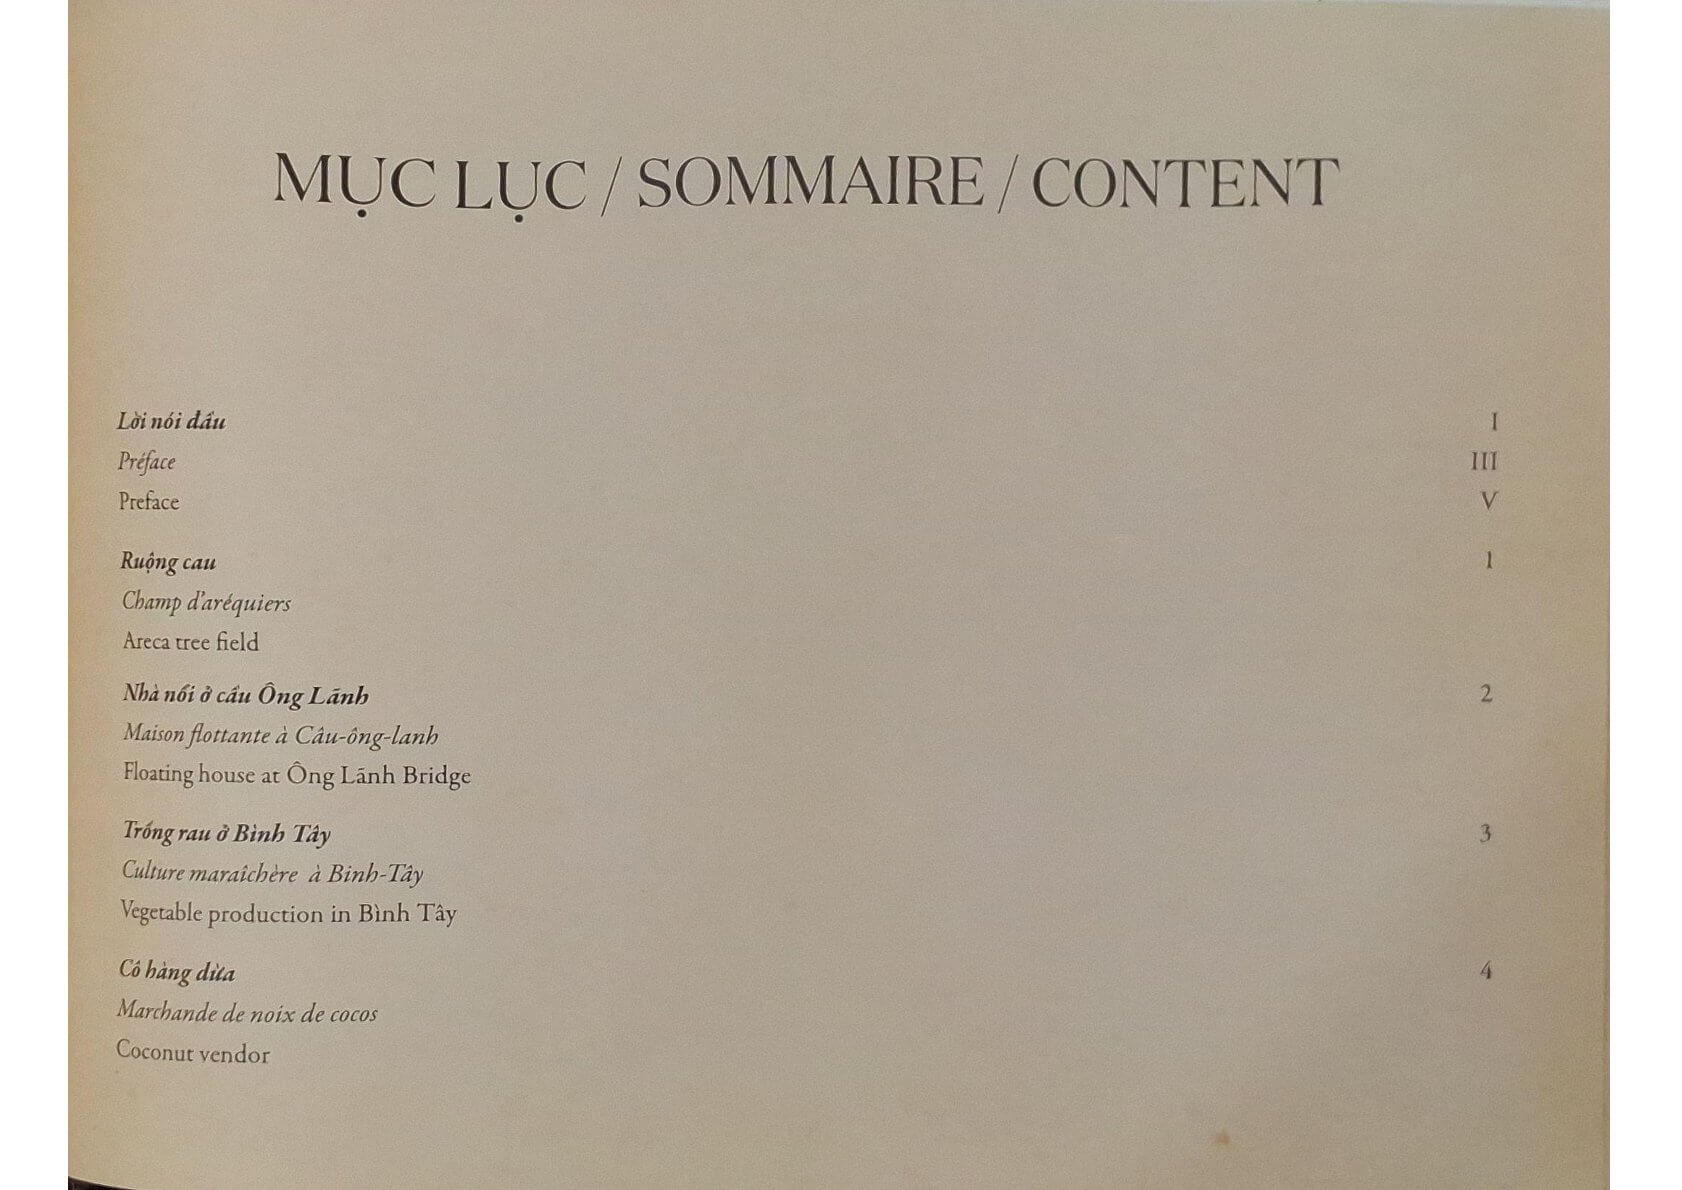 MỤC LỤC / SOMMAIRE / CONTENT
Lời nói đầu I
Préface III
Preface V
Ruộng cau 1
Champ d'aréquiers
Areca tree field
Nhà nổi ở cầu Ông Lãnh 2
Maison flottante à Câu-ông-lanh
Floating house at Ông Lãnh Bridge
Trồng rau ở Bình Tây 3
Culture maraîchère à Binh-Tây
Vegetable production in Bình Tây
Cô hàng dừa 4
Marchande de noix de cocos
Coconut vendor